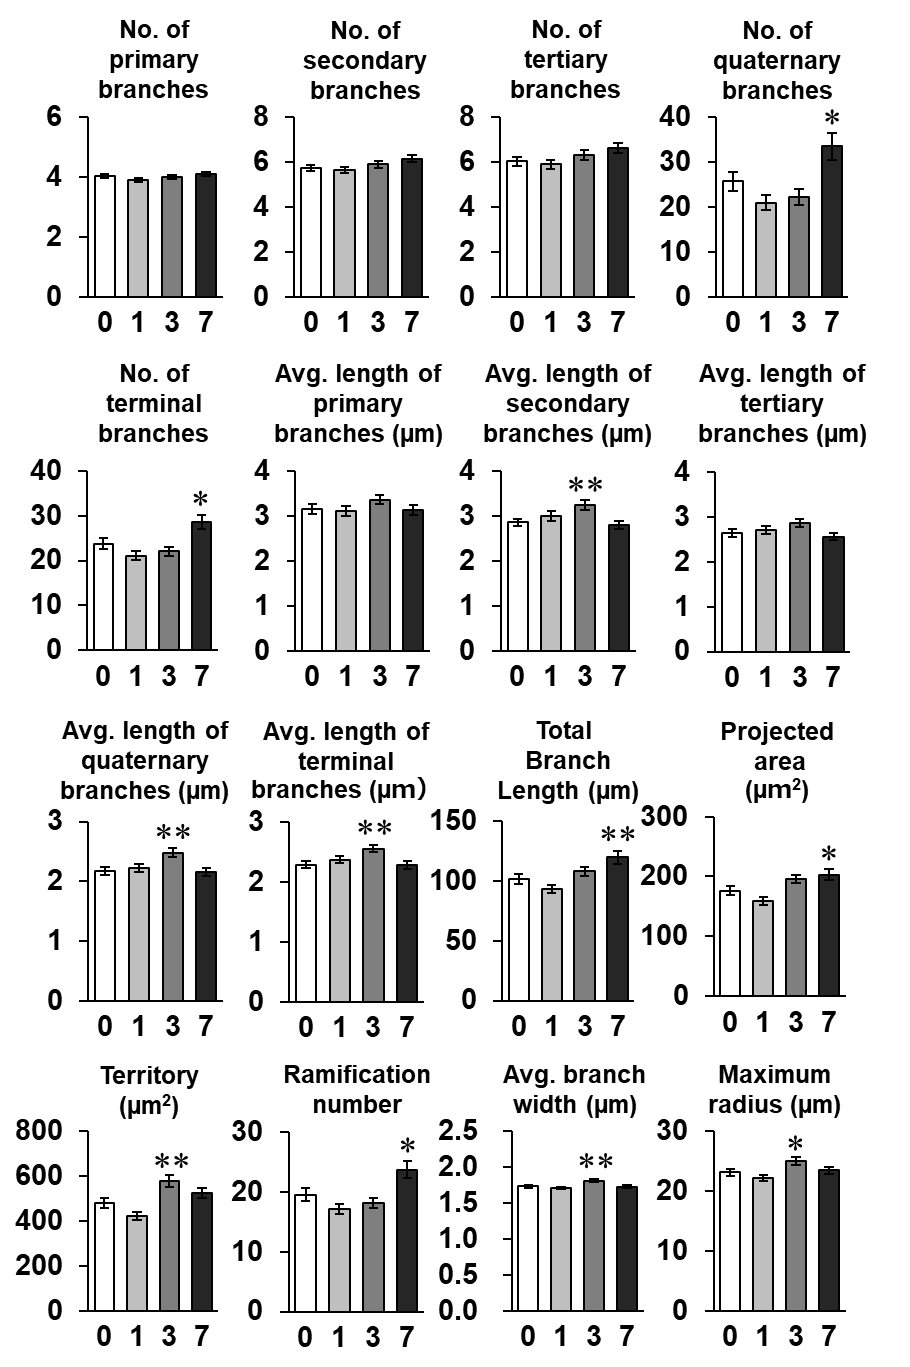 No. of
primary
branches
6
4
2
0
0 1 3 7
No. of
secondary
branches
8
6
4
2
0
0 1 3 7
No. of
tertiary
branches
8
6
4
2
0
0 1 3 7
No. of
quaternary
branches
40
30
20
10
0
*
0 1 3 7
No. of
terminal
branches
40
30
20
10
0
*
0 1 3 7
Avg. length of
primary
branches (µm)
4
3
2
1
0
0 1 3 7
Avg. length of
secondary
branches (µm)
4
3
2
1
0
**
0 1 3 7
Avg. length of
tertiary
branches (µm)
4
3
2
1
0
0 1 3 7
Avg. length of
quaternary
branches (µm)
3
2
1
0
**
0 1 3 7
Avg. length of
terminal
branches (µm)
3
2
1
0
**
0 1 3 7
Total
Branch
Length (µm)
150
100
50
0
**
0 1 3 7
Projected
area
(µm²)
300
200
100
0
*
0 1 3 7
Territory
(µm²)
800
600
400
200
0
**
0 1 3 7
Ramification
number
30
20
10
0
*
0 1 3 7
Avg. branch
width (µm)
2.5
2.0
1.5
1.0
0.5
0.0
**
0 1 3 7
Maximum
radius (µm)
30
20
10
0
*
0 1 3 7